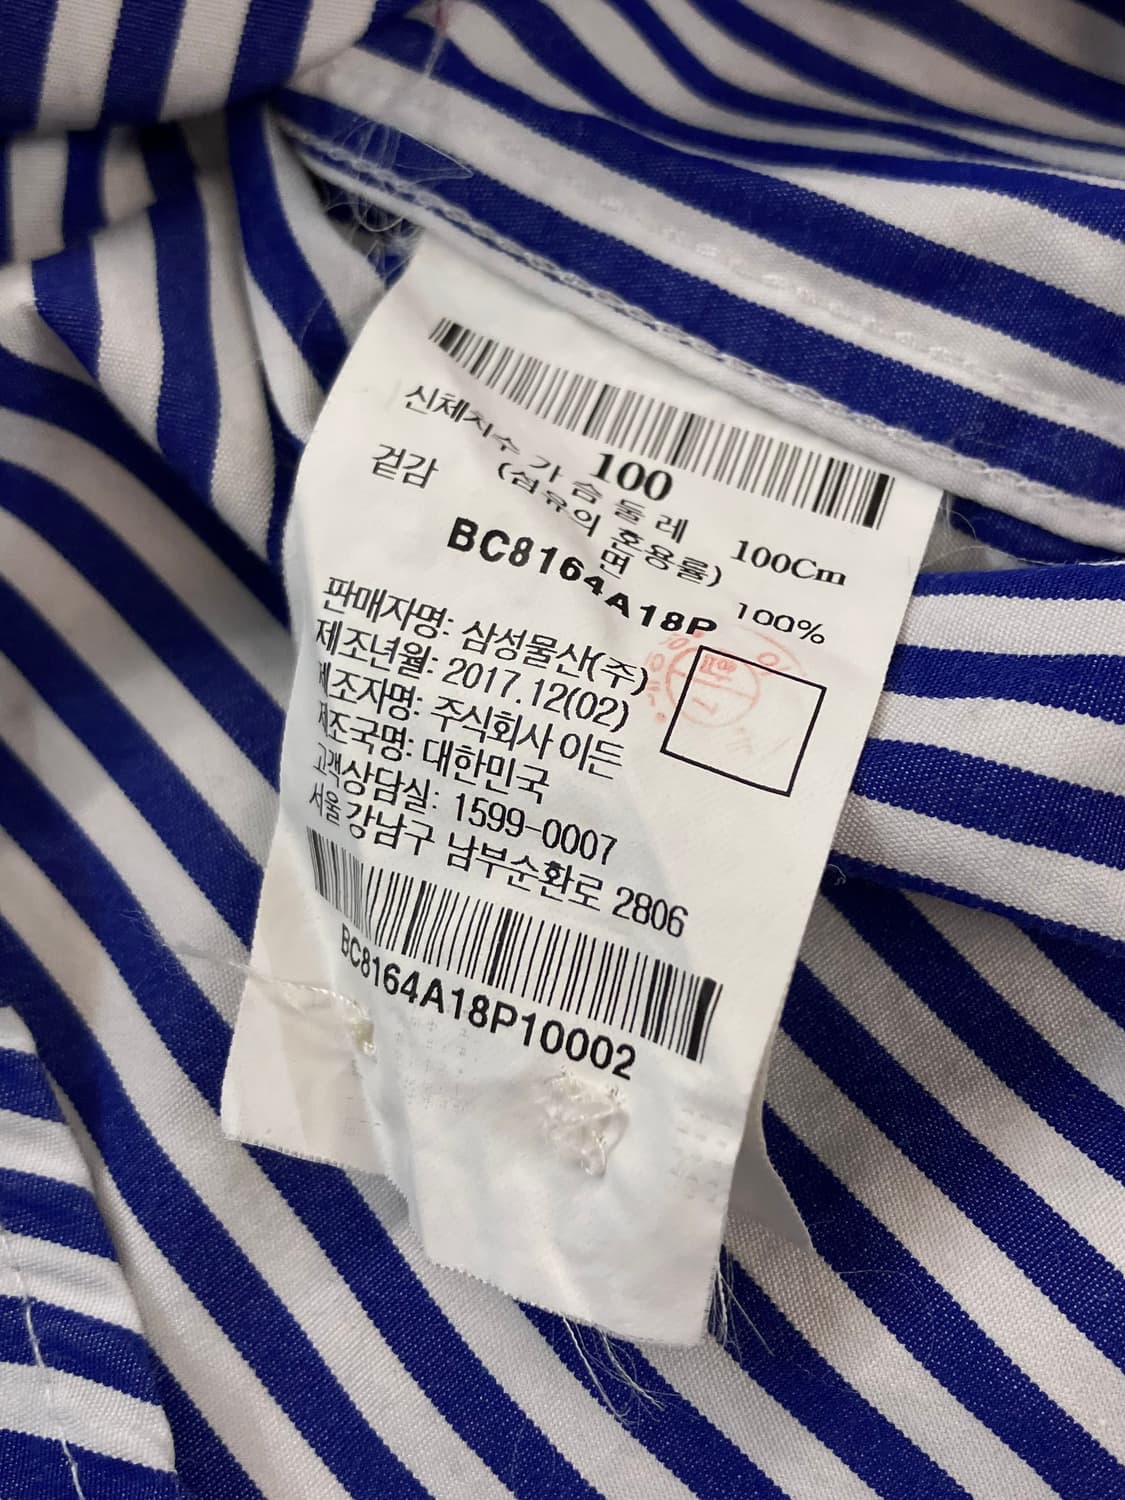 100
신체치수 가슴둘레 100Cm
(섬유의 혼용률)
겉감 면 100%
BC8164A18P
판매자명: 삼성물산(주)
제조년월: 2017.12(02)
제조자명: 주식회사 이든
제조국명: 대한민국
고객상담실: 1599-0007
서울 강남구 남부순환로 2806
BC8164A18P10002